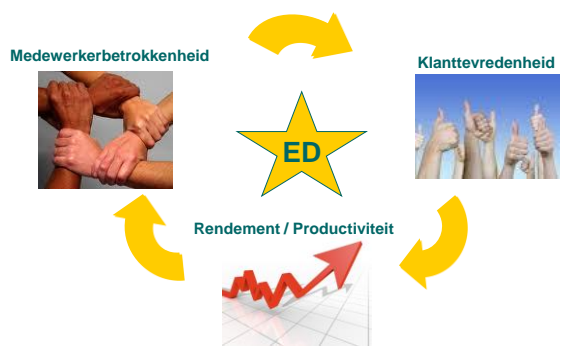 Medewerkerbetrokkenheid
Klanttevredenheid
ED
Rendement / Productiviteit